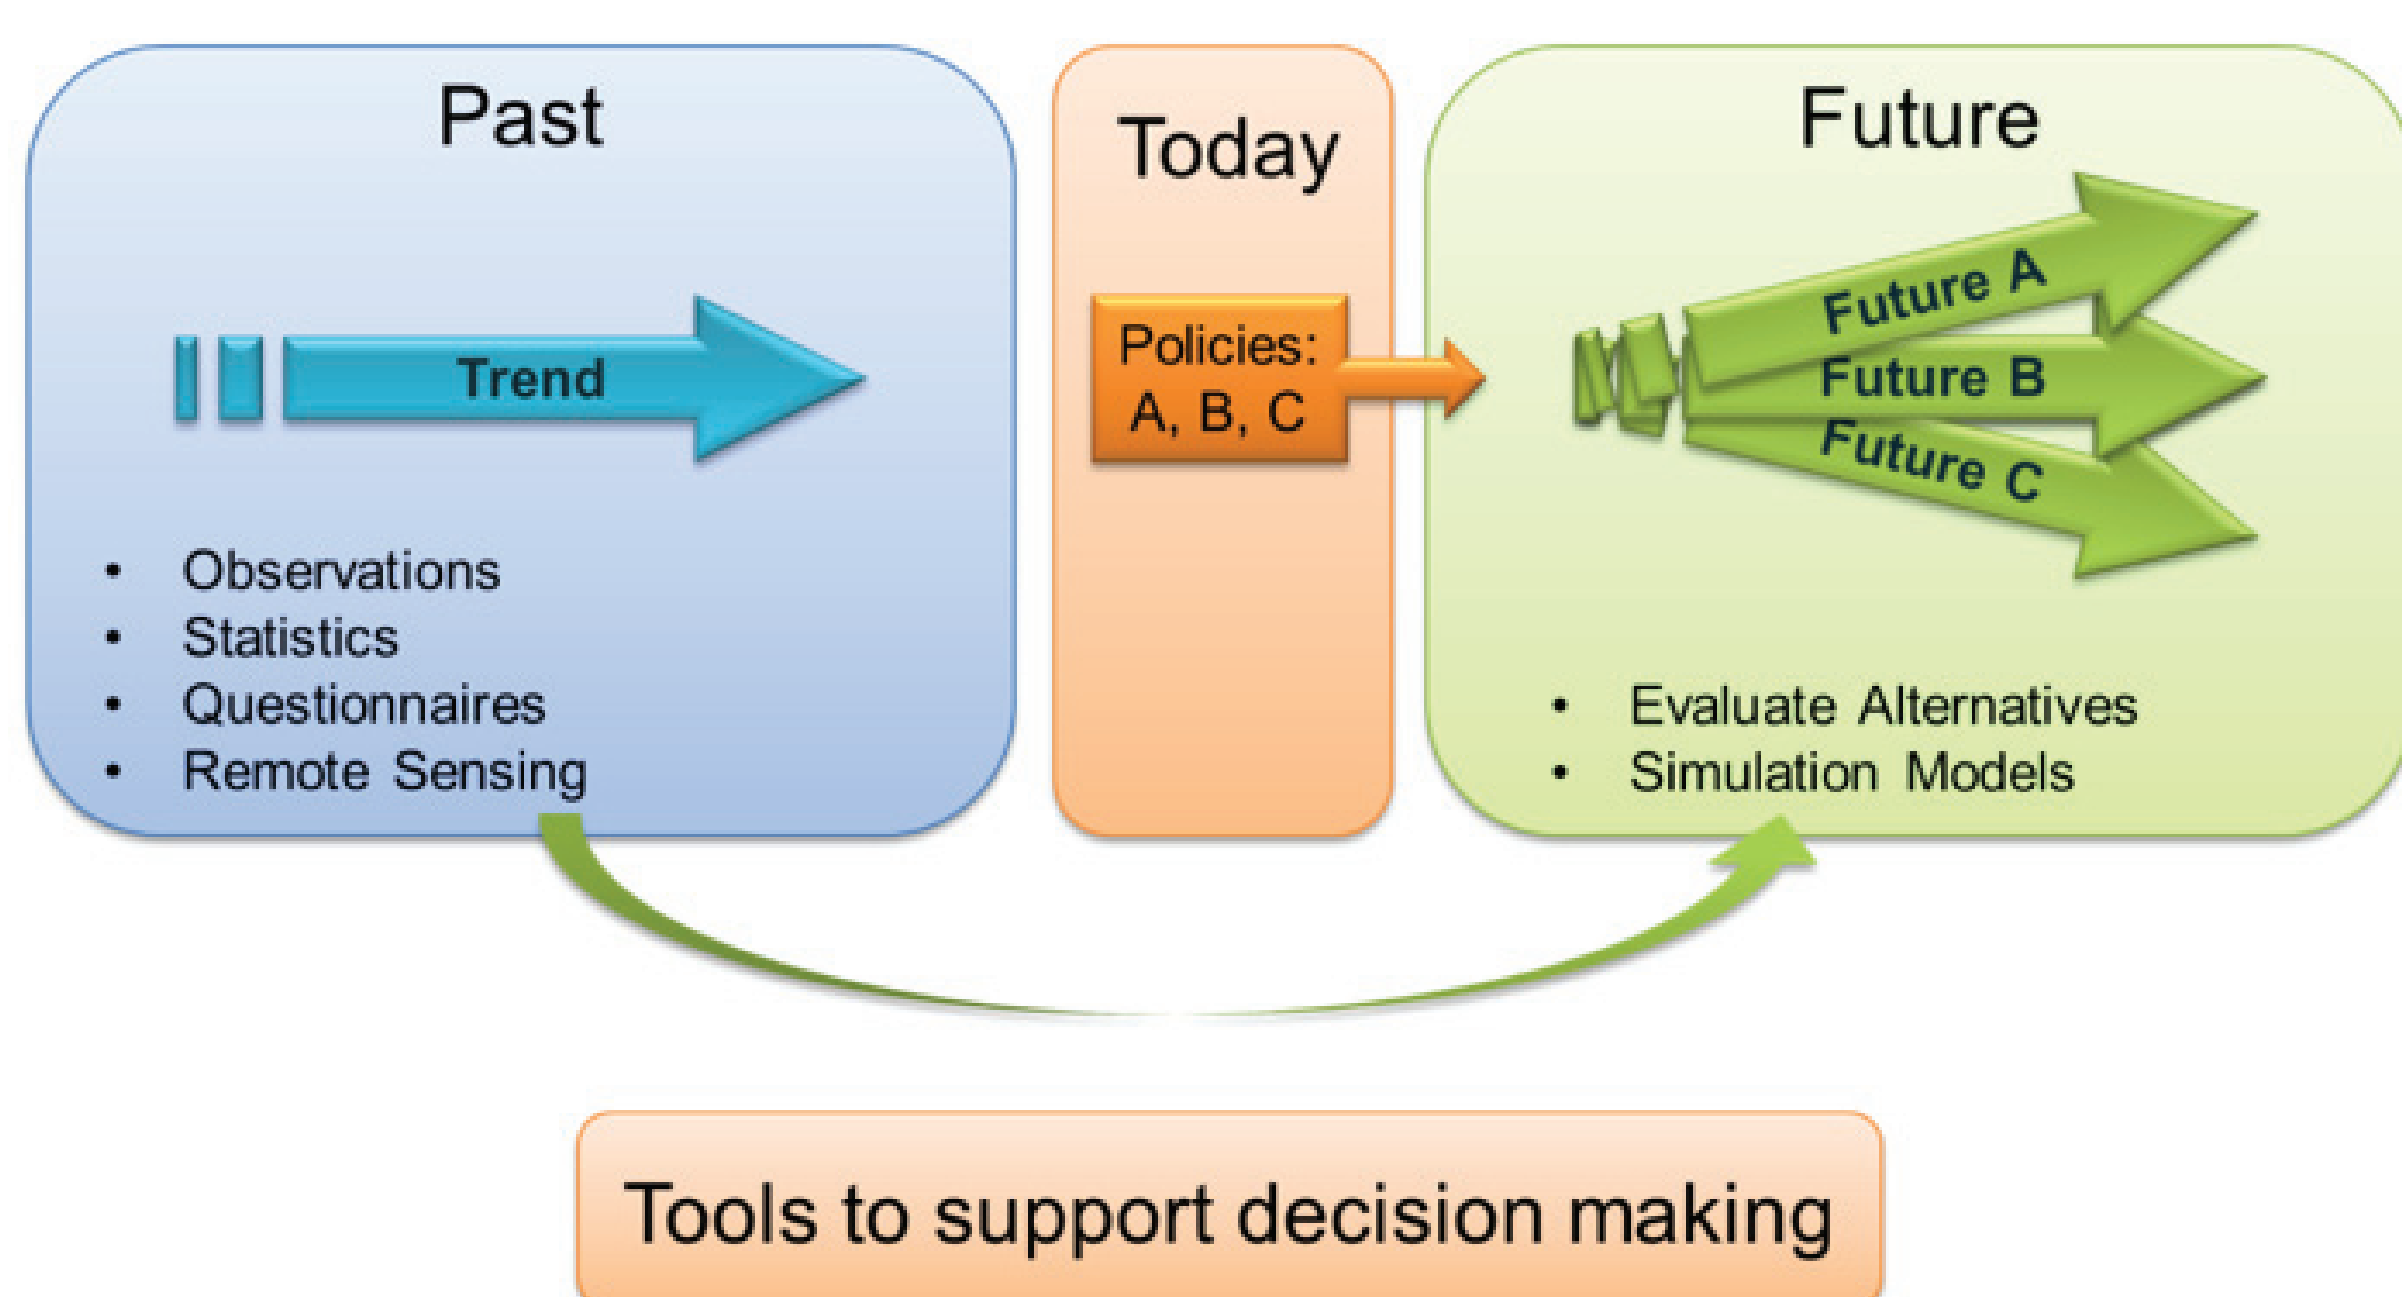 Past
Trend
• Observations
• Statistics
• Questionnaires
• Remote Sensing
Today
Policies:
A, B, C
Future
Future A
Future B
Future C
• Evaluate Alternatives
• Simulation Models
Tools to support decision making